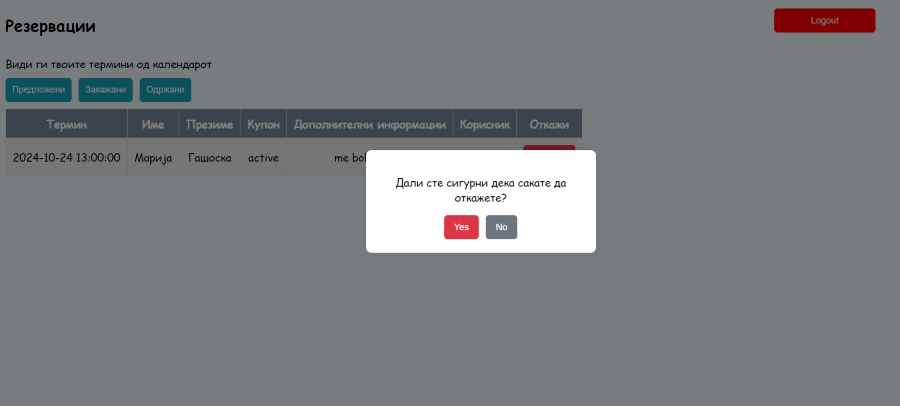 Резервации
Logout
Види ги твоите термини од календарот
Предложени Закажани Одржани
Термин Име Презиме Купон Дополнителни информации Корисник Откажи
2024-10-24 13:00:00 Марија Гашоска active me
Дали сте сигурни дека сакате да
откажете?
Yes No